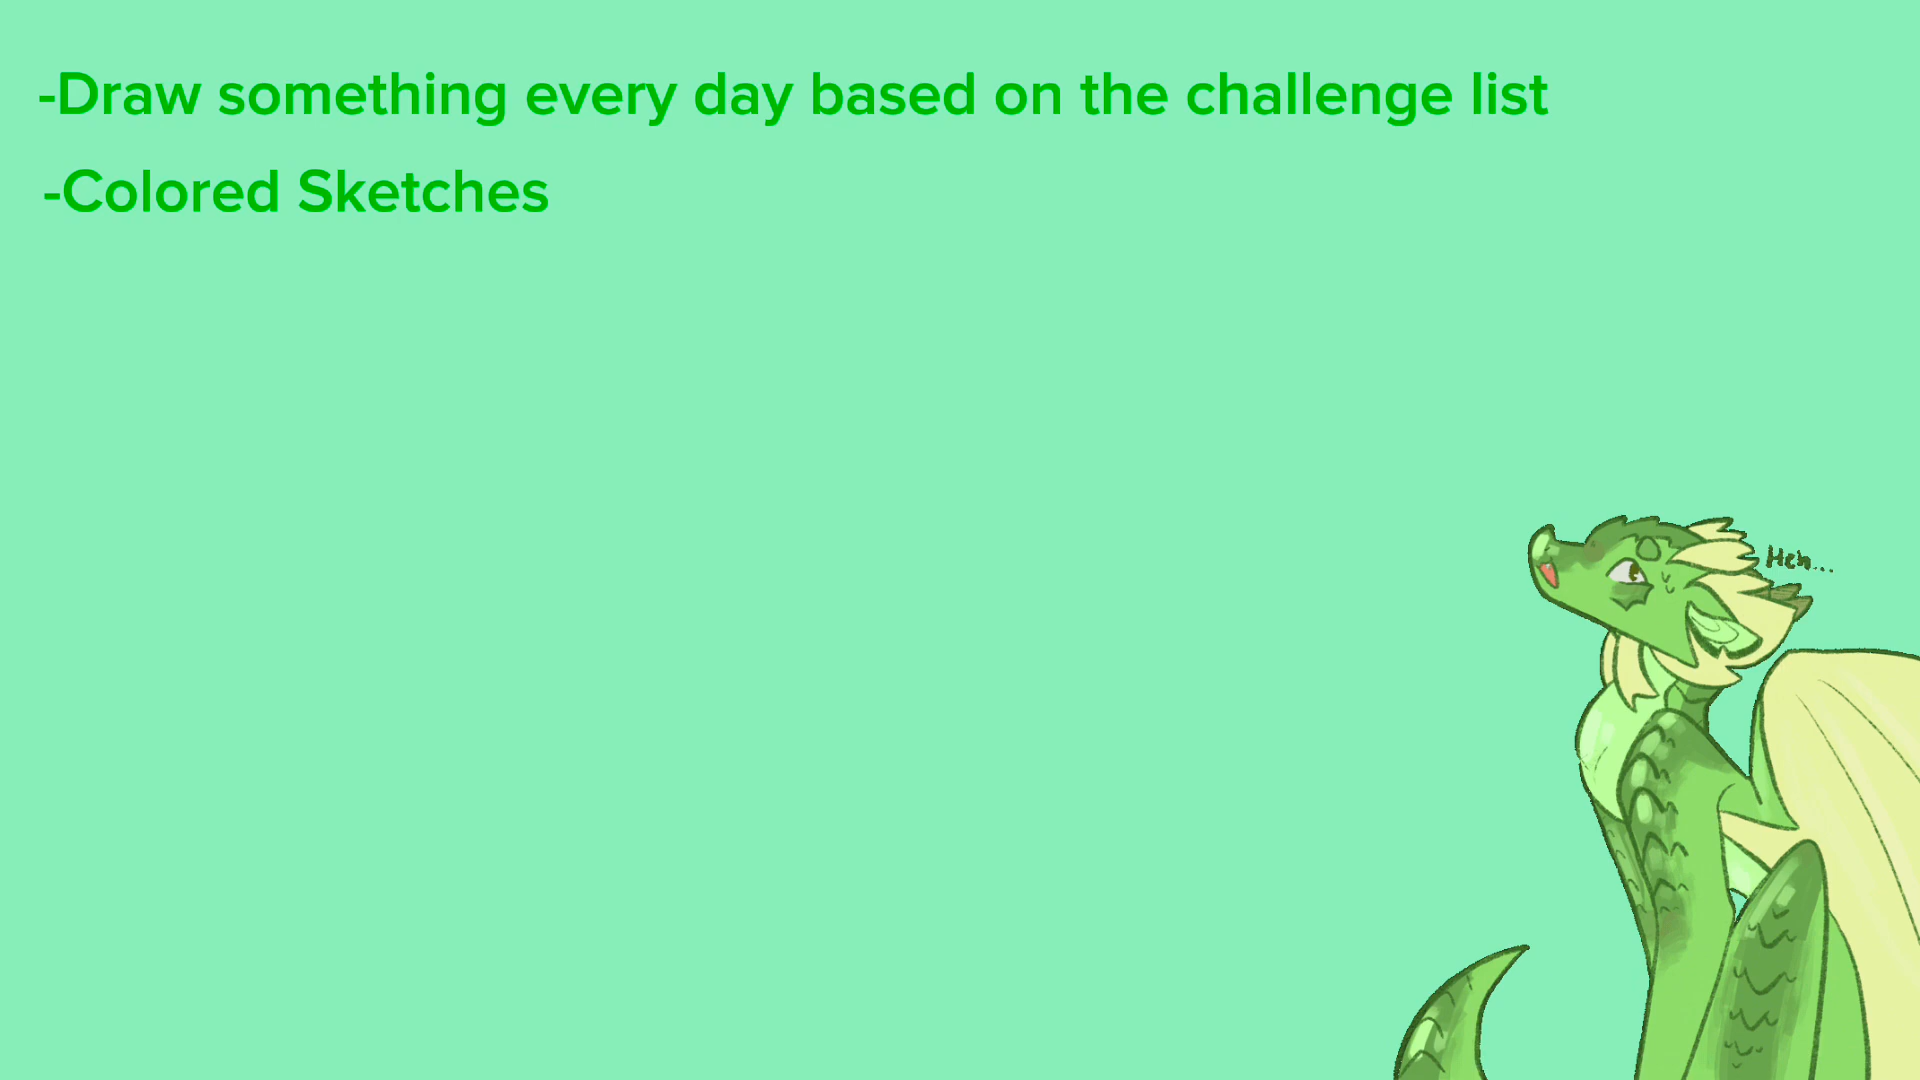 -Draw something every day based on the challenge list
-Colored Sketches
Heh...